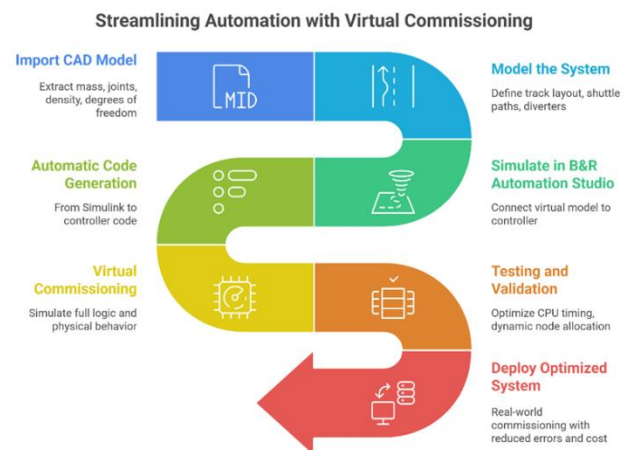 Streamlining Automation with Virtual Commissioning
Import CAD Model
Extract mass, joints,
density, degrees of
freedom
MID
Model the System
Define track layout, shuttle
paths, diverters
Simulate in B&R
Automation Studio
Connect virtual model to
controller
Automatic Code
Generation
From Simulink to
controller code
Virtual
Commissioning
Simulate full logic and
physical behavior
Testing and
Validation
Optimize CPU timing,
dynamic node allocation
Deploy Optimized
System
Real-world
commissioning with
reduced errors and cost